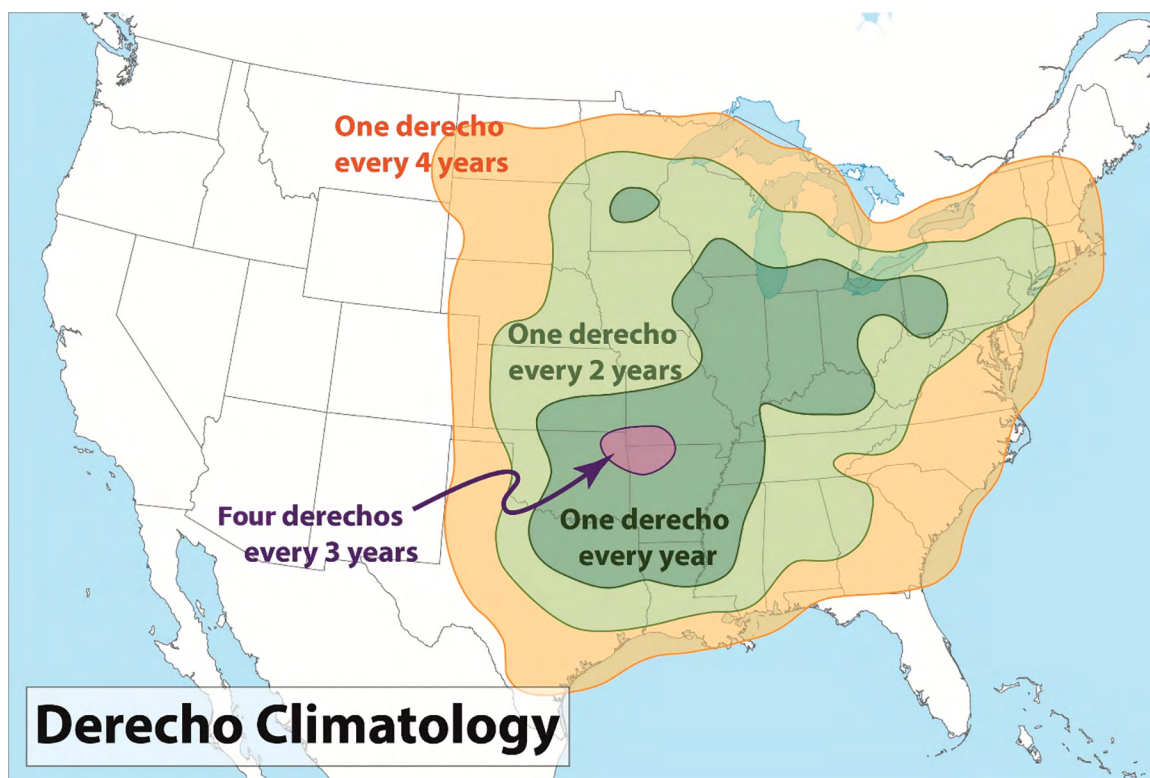 One derecho
every 4 years
One derecho
every 2 years
Four derechos
every 3 years
One derecho
every year
Derecho Climatology